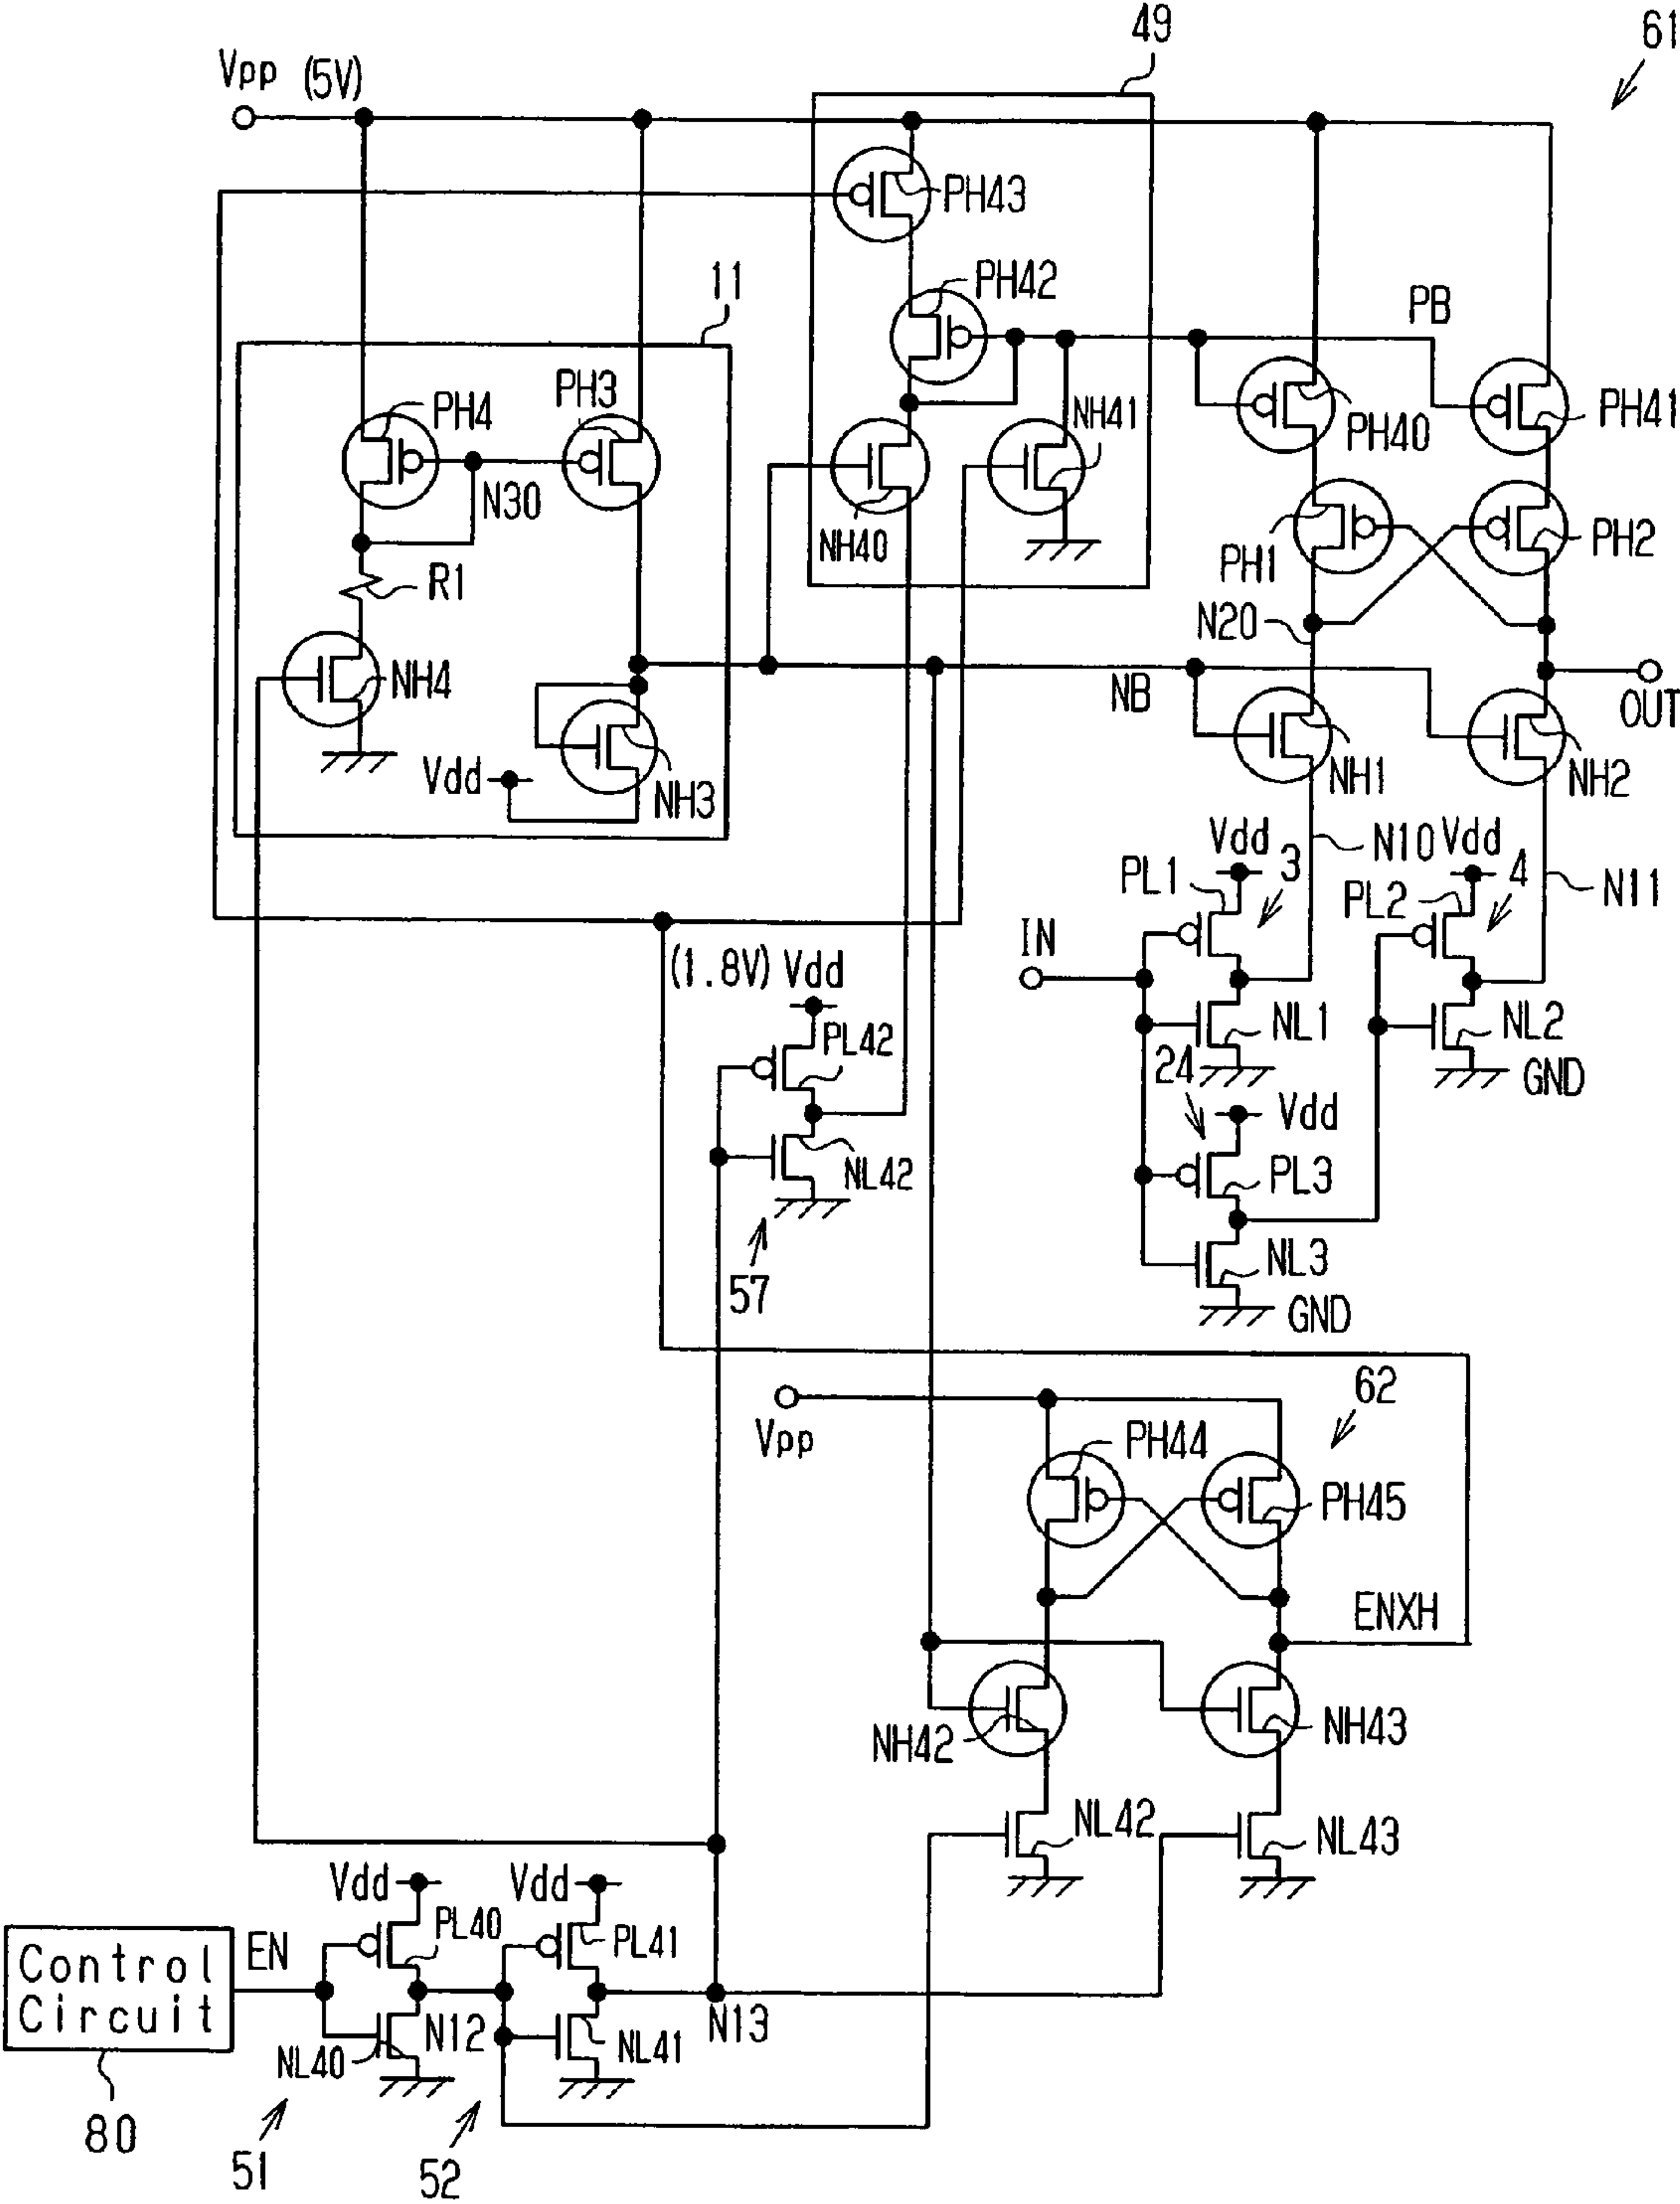 49
61
Vpp (5V)
PH43
11
PH42
PB
PH4
PH3
NH41
PH40
PH41
N30
NH40
PH1
PH2
R1
N20
NH4
NB
OUT
Vdd
NH3
NH1
NH2
Vdd
N10
Vdd
PL1
3
PL2
4
N11
IN
(1.8V) Vdd
PL42
NL1
NL2
24
GND
Vdd
NL42
PL3
57
NL3
GND
62
Vpp
PH44
PH45
ENXH
NH42
NH43
NL42
NL43
Vdd
Vdd
EN
PL40
PL41
Control
Circuit
N12
N13
NL40
NL41
80
51
52